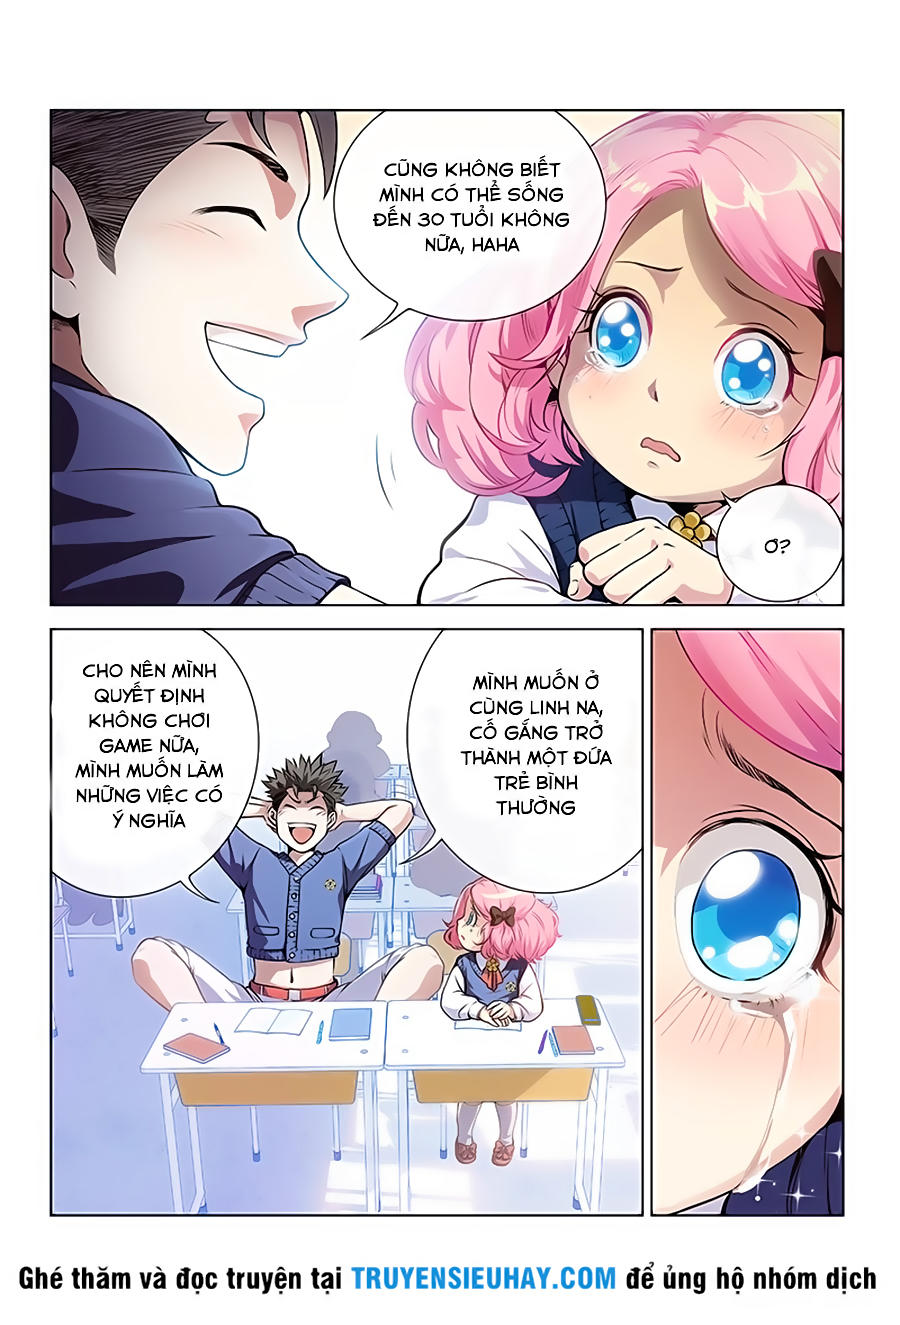 CŨNG KHÔNG BIẾT
MÌNH CÓ THỂ SỐNG
ĐẾN 30 TUỔI KHÔNG
NỮA, HAHA
Ơ?
CHO NÊN MÌNH
QUYẾT ĐỊNH
KHÔNG CHƠI
GAME NỮA,
MÌNH MUỐN LÀM
NHỮNG VIỆC CÓ
Ý NGHĨA
MÌNH MUỐN Ở
CÙNG LINH NA,
CỐ GẮNG TRỞ
THÀNH MỘT ĐỨA
TRẺ BÌNH
THƯỜNG
Ghé thăm và đọc truyện tại TRUYENSIEUHAY.COM để ủng hộ nhóm dịch